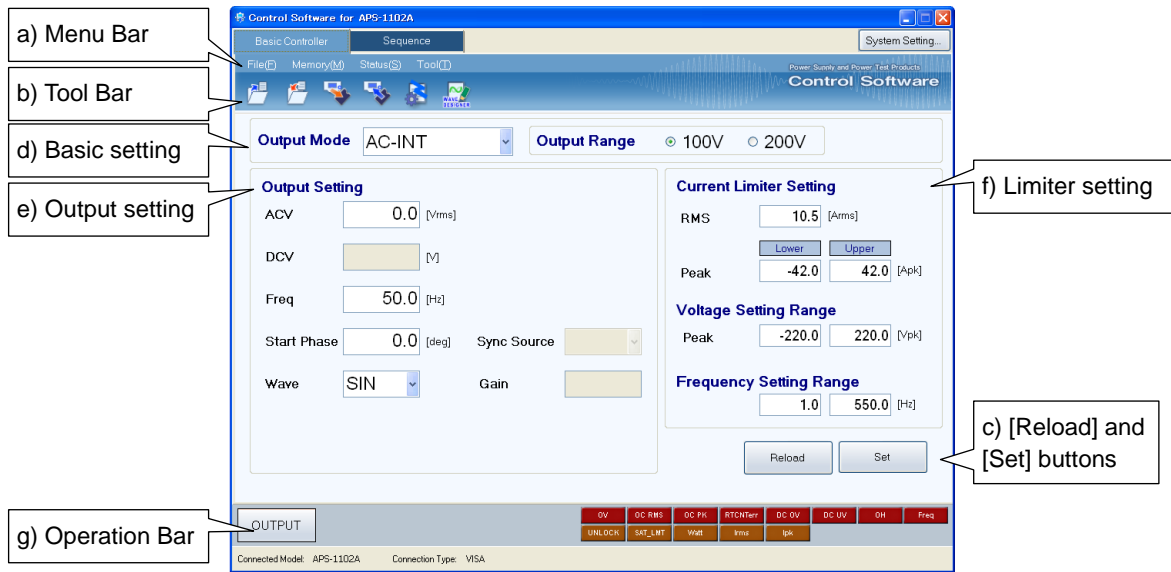 Control Software for APS-1102A
a) Menu Bar
Basic Controller Sequence System Setting...
File(F) Memory(M) Status(S) Tool(T)
Power Supply and Power Test Products
Control Software
b) Tool Bar
WAVE DESIGNER
d) Basic setting
Output Mode AC-INT Output Range 100V 200V
e) Output setting
Output Setting
ACV 0.0 [Vrms]
DCV [V]
Freq 50.0 [Hz]
Start Phase 0.0 [deg] Sync Source
Wave SIN Gain
f) Limiter setting
Current Limiter Setting
RMS 10.5 [Arms]
Lower Upper
Peak -42.0 42.0 [Apk]
Voltage Setting Range
Peak -220.0 220.0 [Vpk]
Frequency Setting Range
1.0 550.0 [Hz]
c) [Reload] and
[Set] buttons
Reload Set
g) Operation Bar
OUTPUT
OV OC RMS OC PK RTCNTerr DC OV DC UV OH Freq
UNLOCK SAT_LMT Watt Irms Ipk
Connected Model: APS-1102A Connection Type: VISA